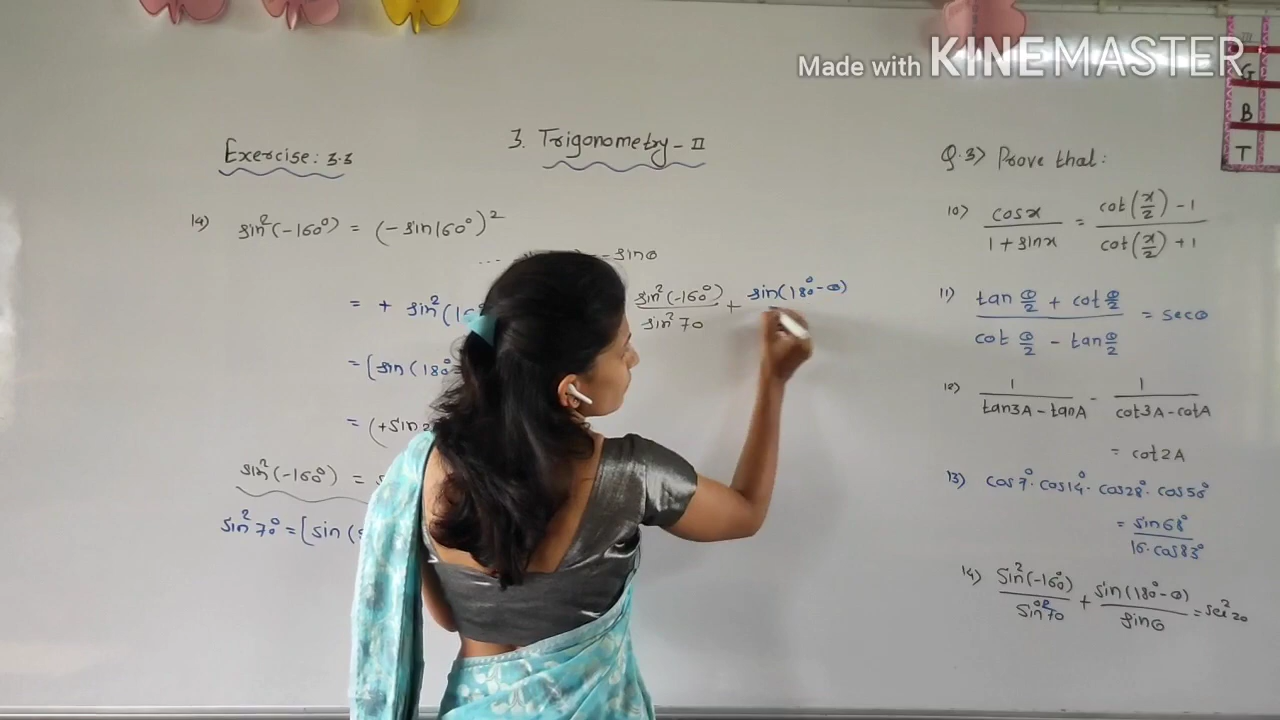 Made with KINEMASTER
G
B
T
Exercise: 3.3
3. Trigonometry - II
14) sin²(-160°) = (-sin160°)²
-sinθ
= + sin²(16
= [sin(180°
= (+sin2
sin²(-160°) =
sin²70° = [sin(
sin²(-160°)/sin²70 + sin(180°-θ)
Q.3) Prove that:
10) cosx/(1 + sinx) = (cot(x/2) - 1)/(cot(x/2) + 1)
11) (tan θ/2 + cot θ/2)/(cot θ/2 - tan θ/2) = secθ
12) 1/(tan3A - tanA) - 1/(cot3A - cotA)
= cot2A
13) cos7°. cos14°. cos28°. cos56°
= sin68°/16.cos83°
14) sin²(-160°)/sin²70° + sin(180°-θ)/sinθ = sec²20